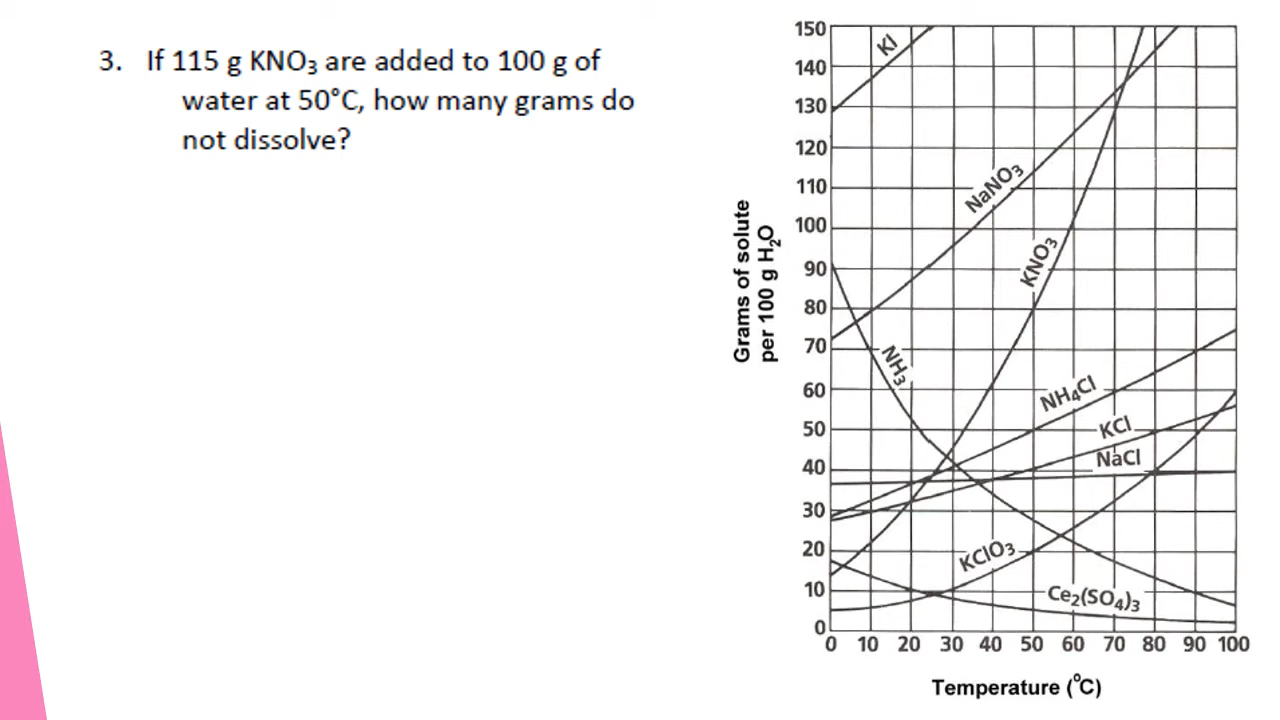 3. If 115 g KNO₃ are added to 100 g of
water at 50°C, how many grams do
not dissolve?
Grams of solute
per 100 g H₂O
150
140
130
120
110
100
90
80
70
60
50
40
30
20
10
0
KI
NaNO₃
KNO₃
NH₃
NH₄Cl
KCl
NaCl
KClO₃
Ce₂(SO₄)₃
0 10 20 30 40 50 60 70 80 90 100
Temperature (°C)